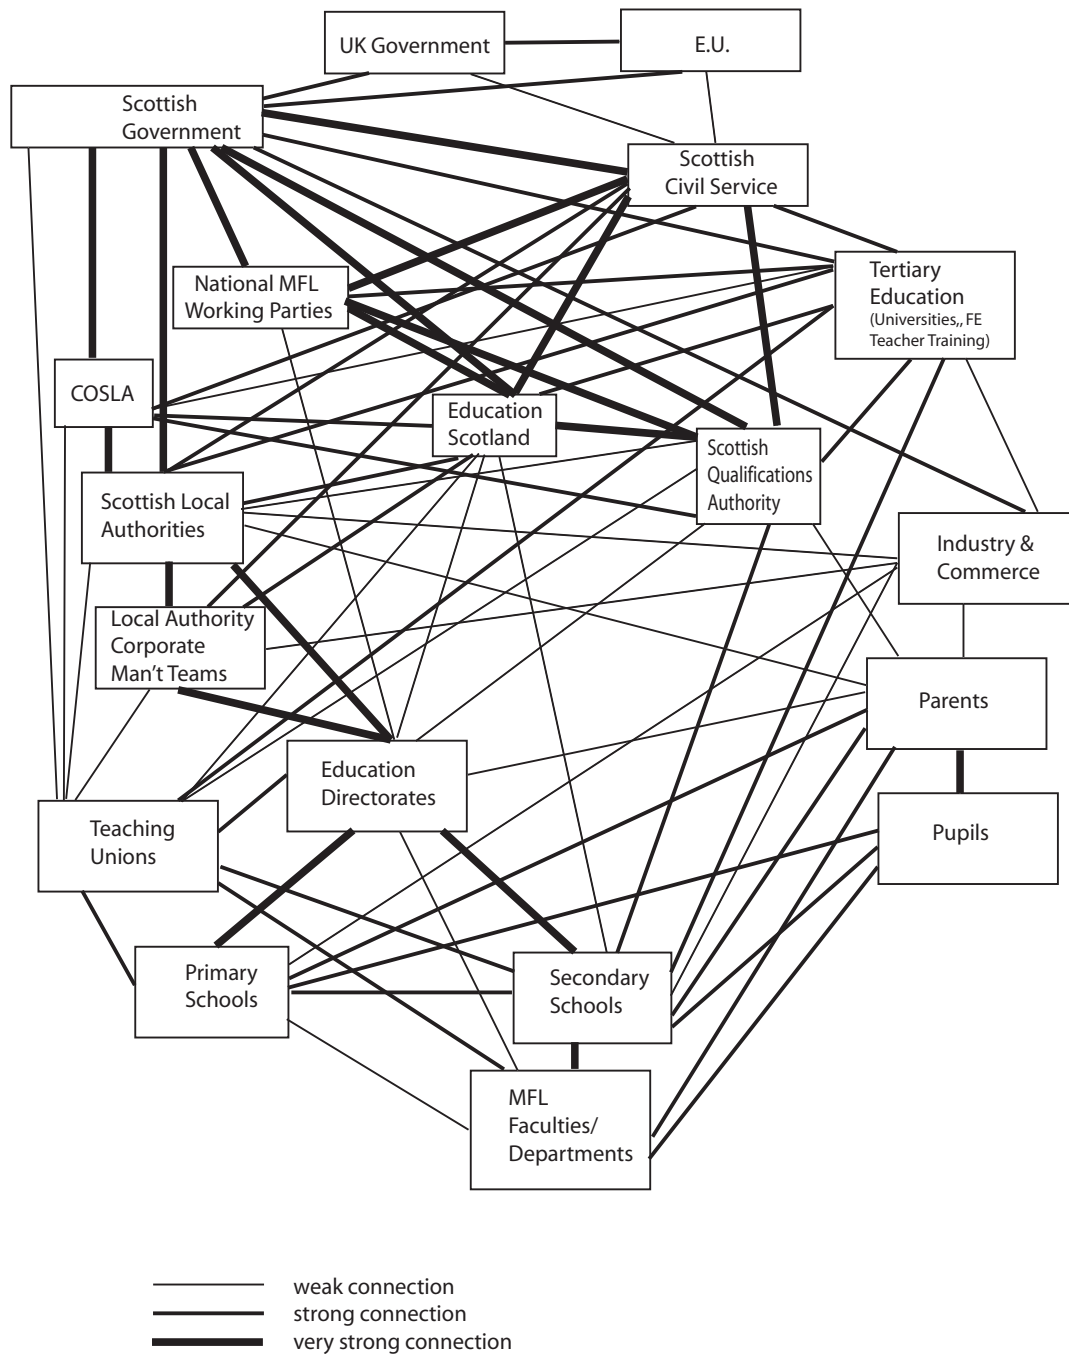 UK Government
E.U.
Scottish
Government
Scottish
Civil Service
National MFL
Working Parties
Tertiary
Education
(Universities,, FE
Teacher Training)
COSLA
Education
Scotland
Scottish
Qualifications
Authority
Scottish Local
Authorities
Industry &
Commerce
Local Authority
Corporate
Man’t Teams
Parents
Education
Directorates
Teaching
Unions
Pupils
Primary
Schools
Secondary
Schools
MFL
Faculties/
Departments
weak connection
strong connection
very strong connection